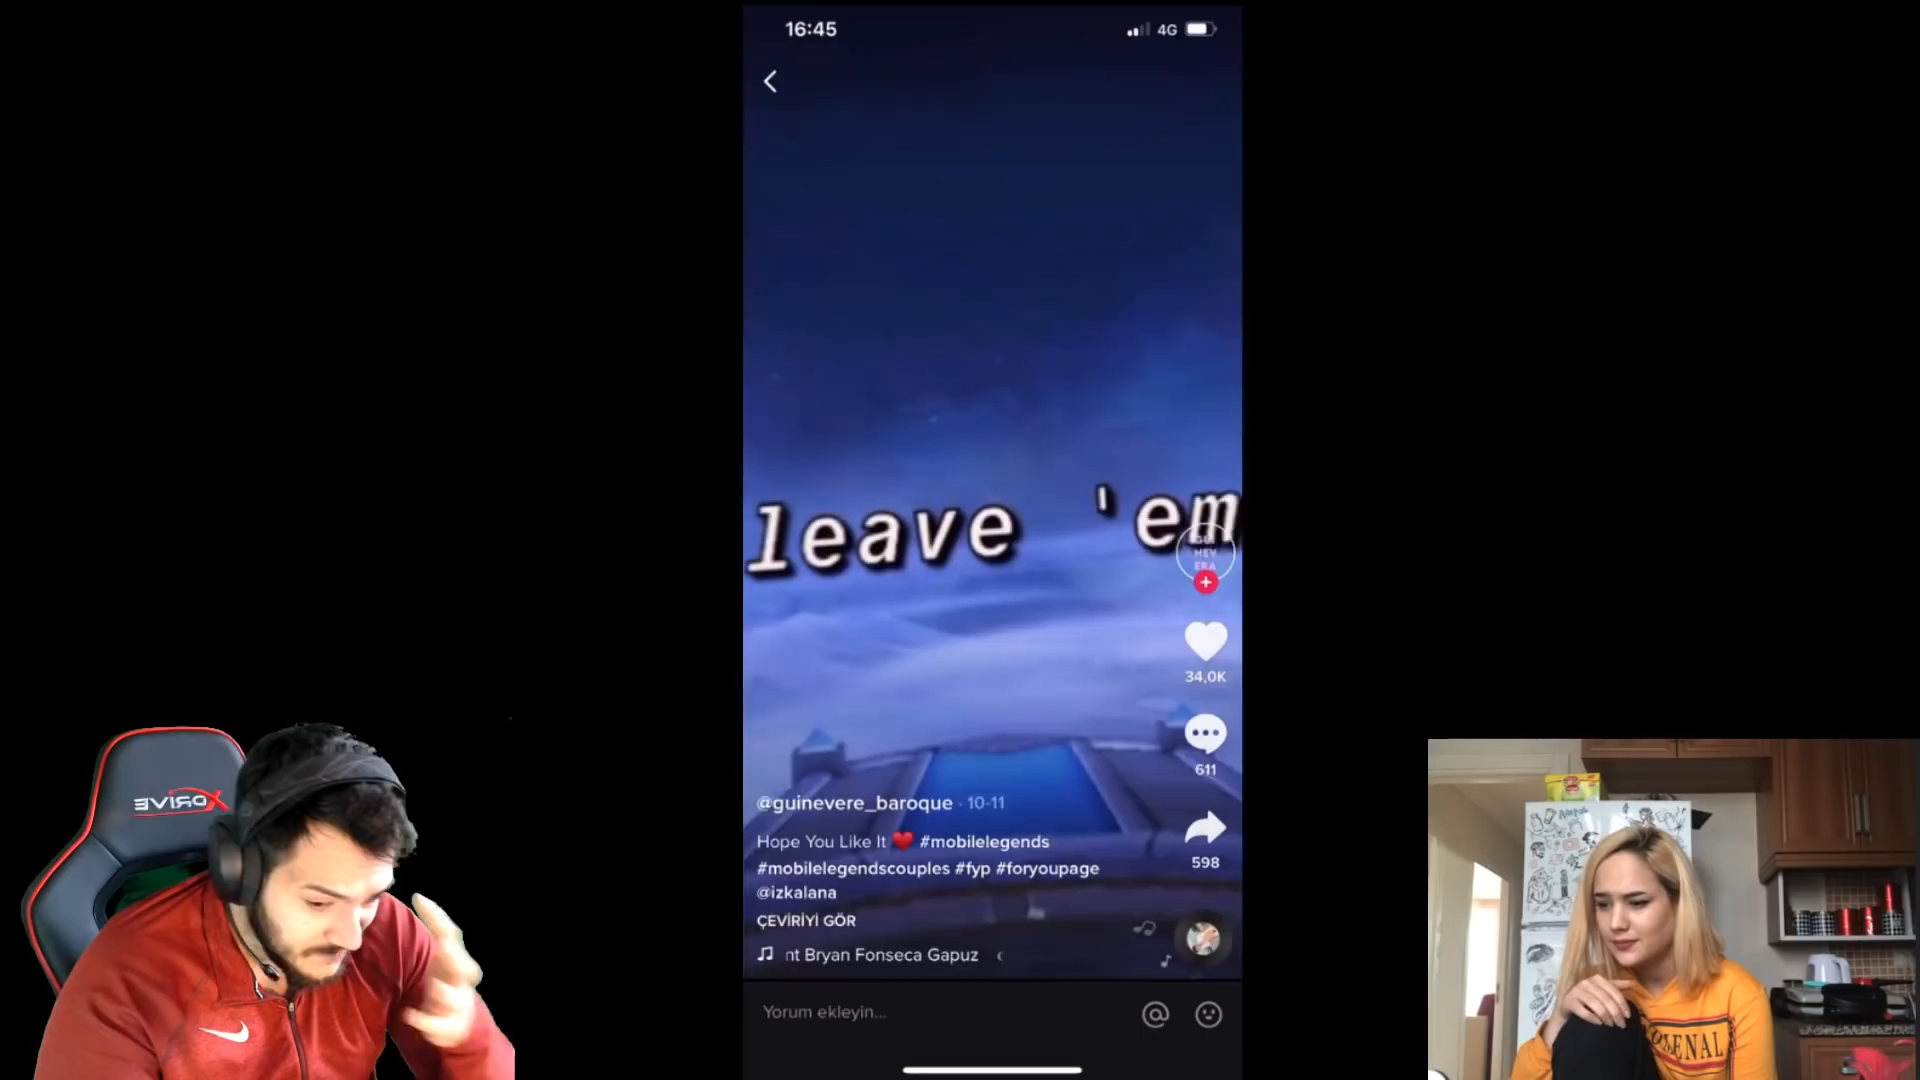 16:45
4G
leave 'em
34,0K
611
@guinevere_baroque · 10-11
Hope You Like It ❤️ #mobilelegends
#mobilelegendscouples #fyp #foryoupage
@izkalana
598
ÇEVİRİYİ GÖR
nt Bryan Fonseca Gapuz
Yorum ekleyin...
XDRIVE